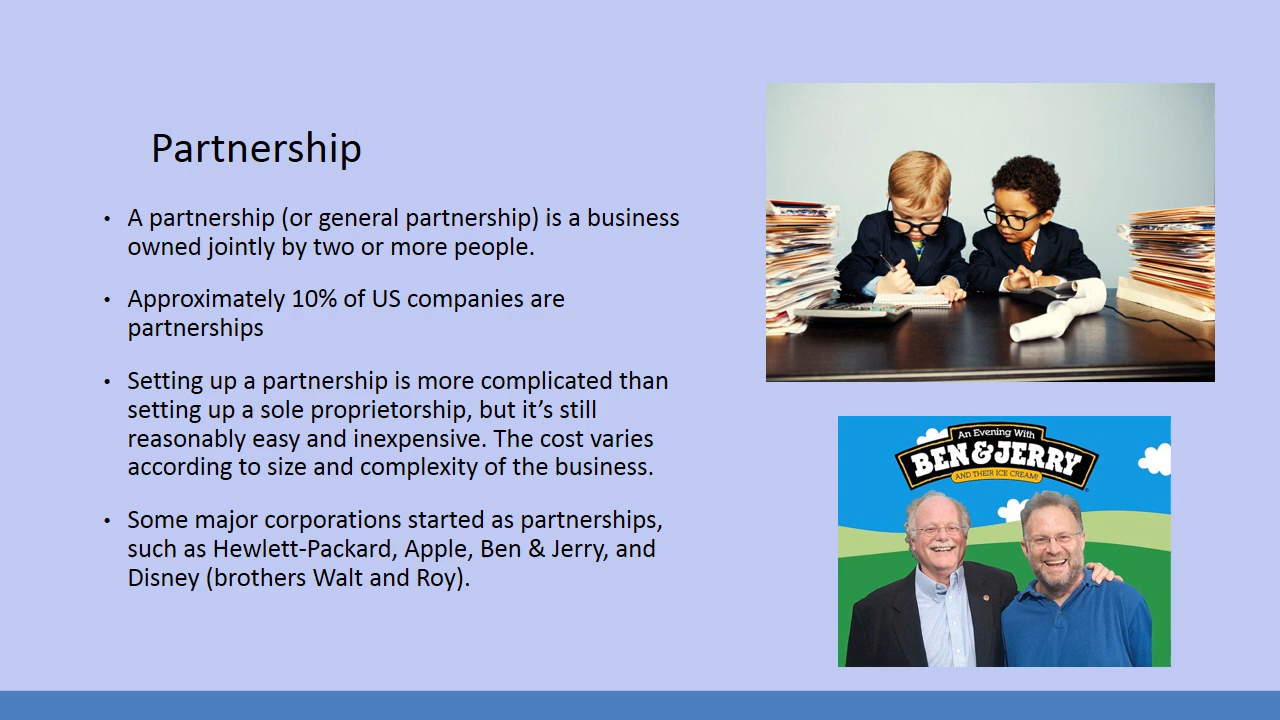 Partnership
• A partnership (or general partnership) is a business
owned jointly by two or more people.
• Approximately 10% of US companies are
partnerships
• Setting up a partnership is more complicated than
setting up a sole proprietorship, but it’s still
reasonably easy and inexpensive. The cost varies
according to size and complexity of the business.
• Some major corporations started as partnerships,
such as Hewlett-Packard, Apple, Ben & Jerry, and
Disney (brothers Walt and Roy).
An Evening With
BEN & JERRY
AND THEIR ICE CREAM!